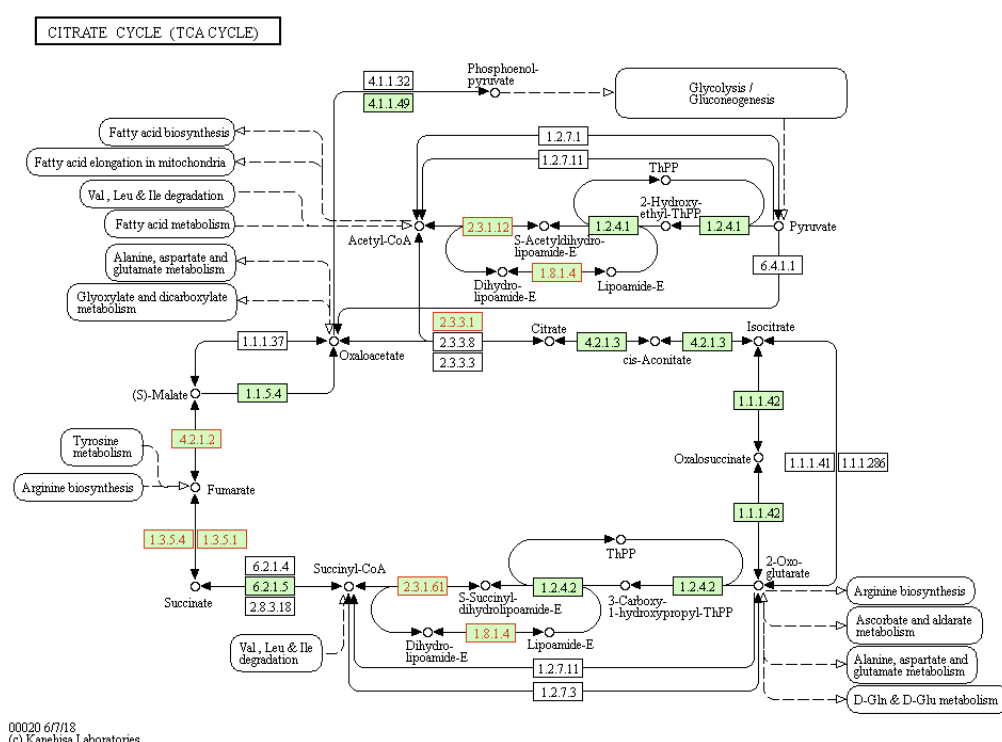 CITRATE CYCLE (TCA CYCLE)
Phosphoenol-
pyruvate
4.1.1.32
4.1.1.49
Glycolysis /
Gluconeogenesis
Fatty acid biosynthesis
Fatty acid elongation in mitochondria
Val , Leu & Ile degradation
Fatty acid metabolism
Alanine, aspartate and
glutamate metabolism
Glyoxylate and dicarboxylate
metabolism
1.2.7.1
1.2.7.11
ThPP
2-Hydroxy-
ethyl-ThPP
Acetyl-CoA
2.3.1.12
S-Acetyldihydro-
lipoamide-E
1.2.4.1
1.2.4.1
Pyruvate
Dihydro-
lipoamide-E
1.8.1.4
Lipoamide-E
6.4.1.1
1.1.1.37
Oxaloacetate
2.3.3.1
2.3.3.8
2.3.3.3
Citrate
4.2.1.3
cis-Aconitate
4.2.1.3
Isocitrate
(S)-Malate
1.1.5.4
1.1.1.42
4.2.1.2
Tyrosine
metabolism
Arginine biosynthesis
Fumarate
Oxalosuccinate
1.1.1.41
1.1.1.286
1.1.1.42
1.3.5.4
1.3.5.1
Succinate
6.2.1.4
6.2.1.5
2.8.3.18
Succinyl-CoA
2.3.1.61
S-Succinyl-
dihydrolipoamide-E
1.2.4.2
ThPP
3-Carboxy-
1-hydroxypropyl-ThPP
1.2.4.2
2-Oxo-
glutarate
Dihydro-
lipoamide-E
1.8.1.4
Lipoamide-E
Val , Leu & Ile
degradation
1.2.7.11
1.2.7.3
Arginine biosynthesis
Ascorbate and aldarate
metabolism
Alanine, aspartate and
glutamate metabolism
D-Gln & D-Glu metabolism
00020 6/7/18
(c) Kanehisa Laboratories